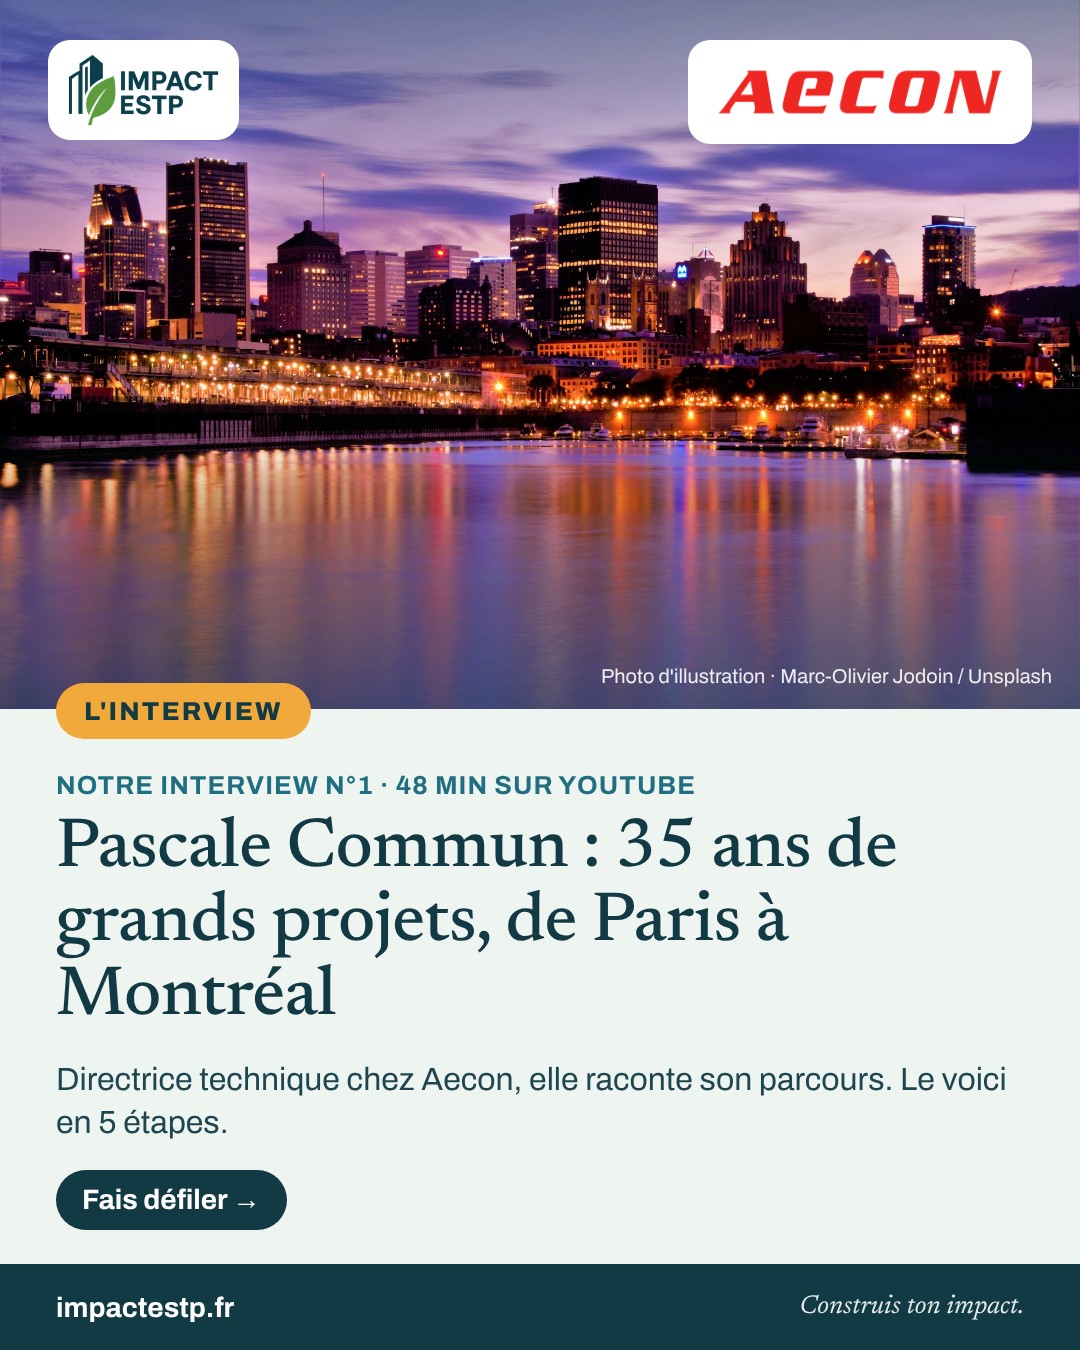 IMPACT
ESTP
AECON
Photo d'illustration · Marc-Olivier Jodoin / Unsplash
L'INTERVIEW
NOTRE INTERVIEW N°1 · 48 MIN SUR YOUTUBE
Pascale Commun : 35 ans de
grands projets, de Paris à
Montréal
Directrice technique chez Aecon, elle raconte son parcours. Le voici
en 5 étapes.
Fais défiler →
impactestp.fr
Construis ton impact.